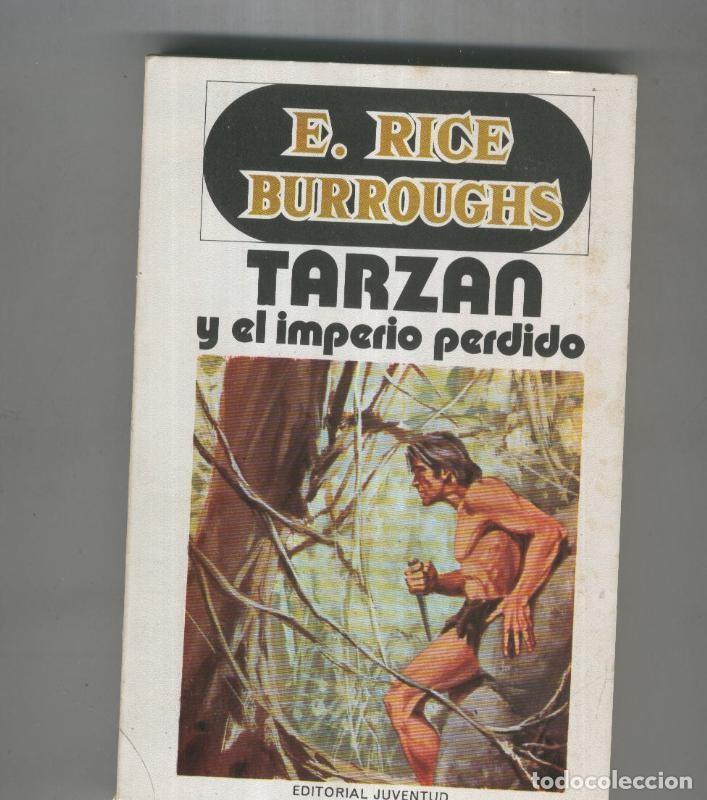 E. RICE
BURROUGHS
TARZAN
y el imperio perdido
EDITORIAL JUVENTUD
todocoleccion